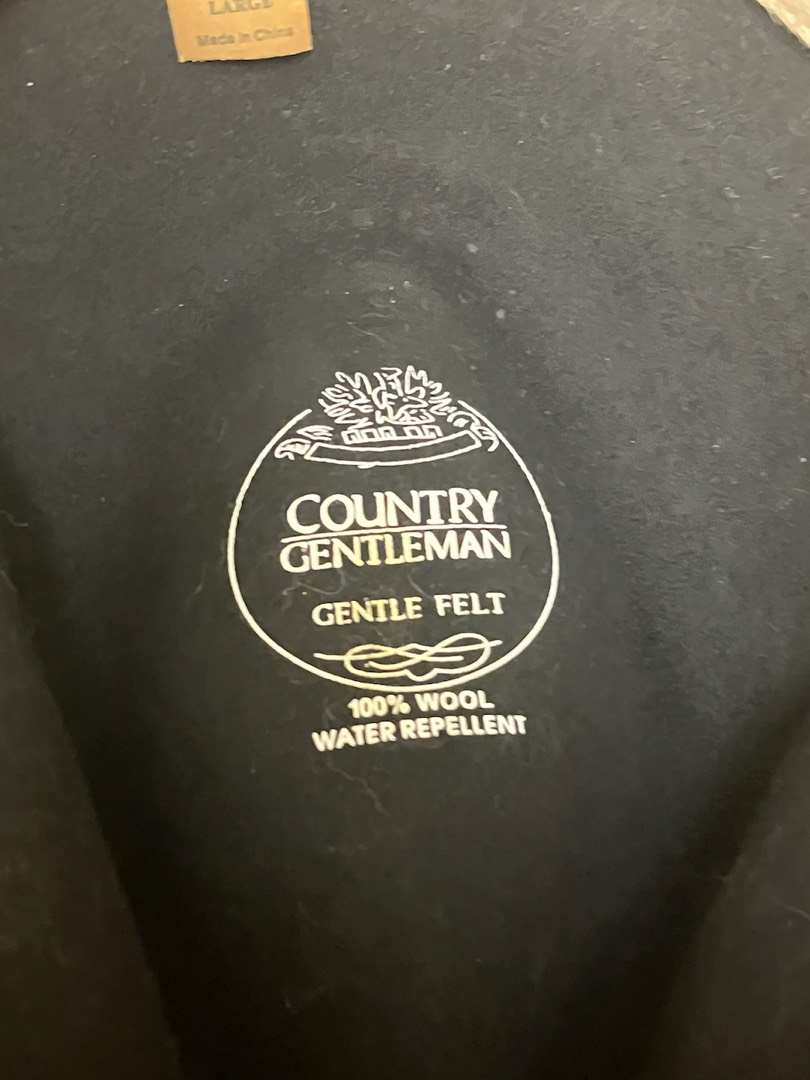 LARGE
Made in China
COUNTRY
GENTLEMAN
GENTLE FELT
100% WOOL
WATER REPELLENT